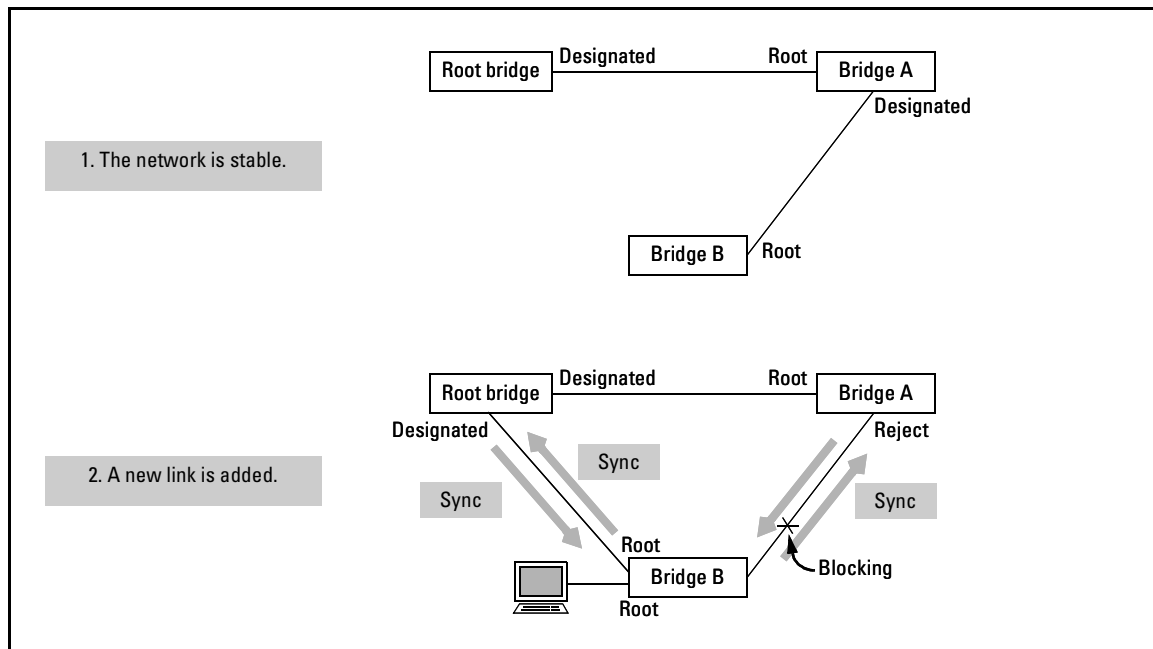 Root bridge
Designated
Root
Bridge A
Designated
1. The network is stable.
Bridge B
Root
Root bridge
Designated
Root
Bridge A
Designated
Reject
2. A new link is added.
Sync
Sync
Sync
Root
Bridge B
Blocking
Root